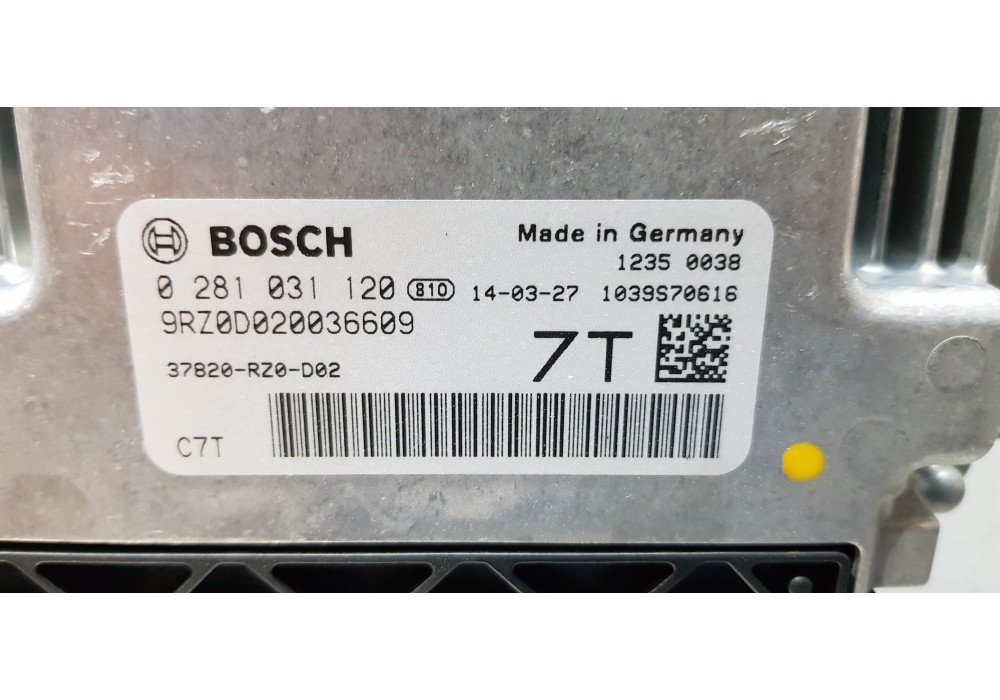 BOSCH Made in Germany
1235 0038
0 281 031 120 810 14-03-27 1039S70616
9RZ0D020036609
7T
37820-RZ0-D02
C7T